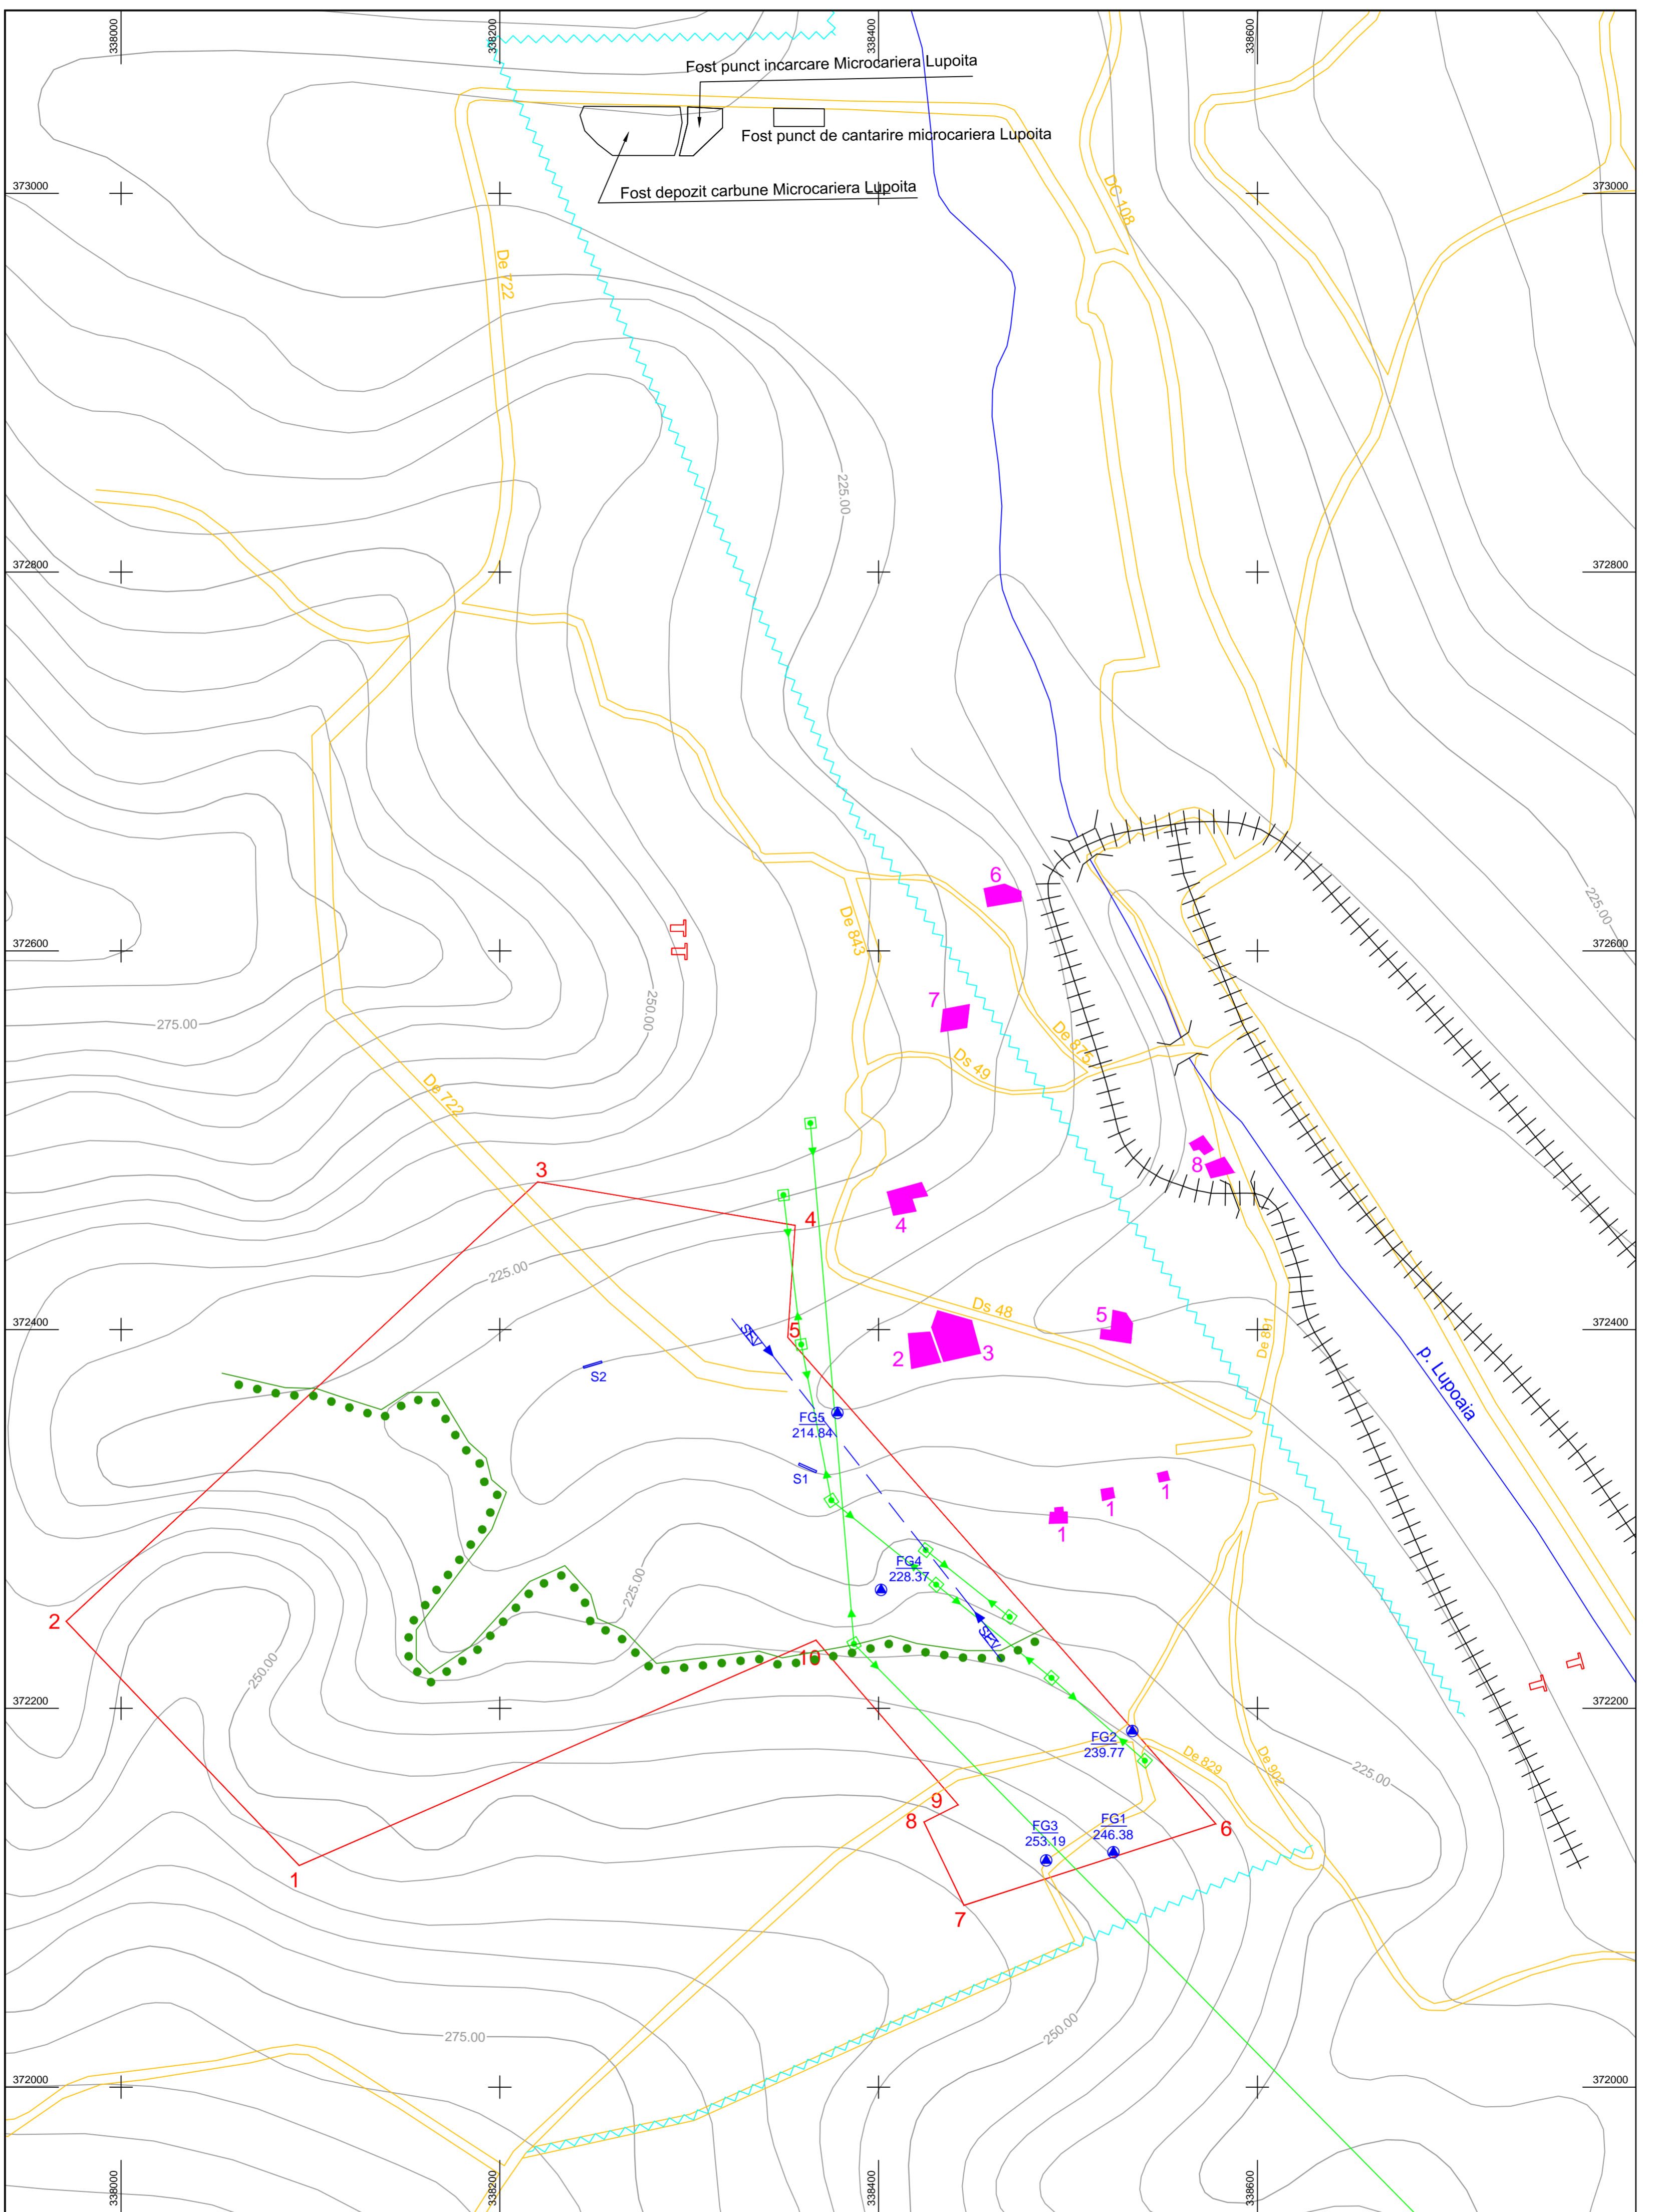 338000
338200
338400
338600
Fost punct incarcare Microcariera Lupoita
Fost punct de cantarire microcariera Lupoita
Fost depozit carbune Microcariera Lupoita
373000
373000
DC 108
De 722
225.00
372800
372800
6
225.00
De 843
372600
372600
7
275.00
250.00
De 875
Ds 49
De 722
8
3
4
4
225.00
Ds 48
5
372400
372400
SFV
5
2
3
De 891
p. Lupoaia
S2
FG5
214.84
S1
1
1
1
FG4
228.37
225.00
2
SFV
10
250.00
372200
372200
FG2
239.77
De 829
De 902
225.00
9
8
FG3
253.19
FG1
246.38
6
1
7
275.00
250.00
372000
372000
338000
338200
338400
338600